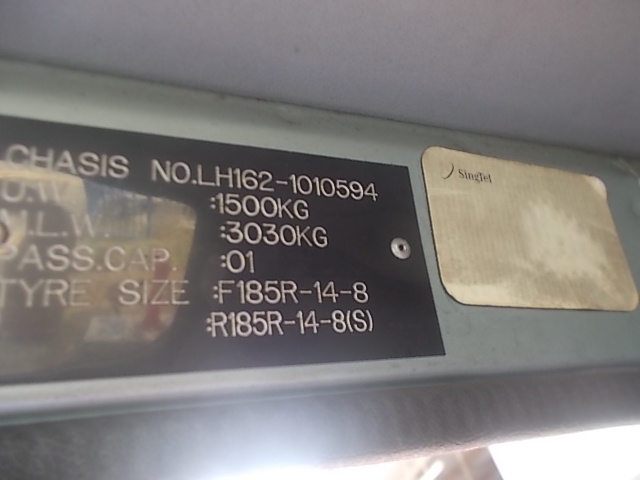 CHASIS NO.LH162-1010594
U.W. :1500KG
M.L.W. :3030KG
PASS.CAP. :01
TYRE SIZE :F185R-14-8
:R185R-14-8(S)
SingTel